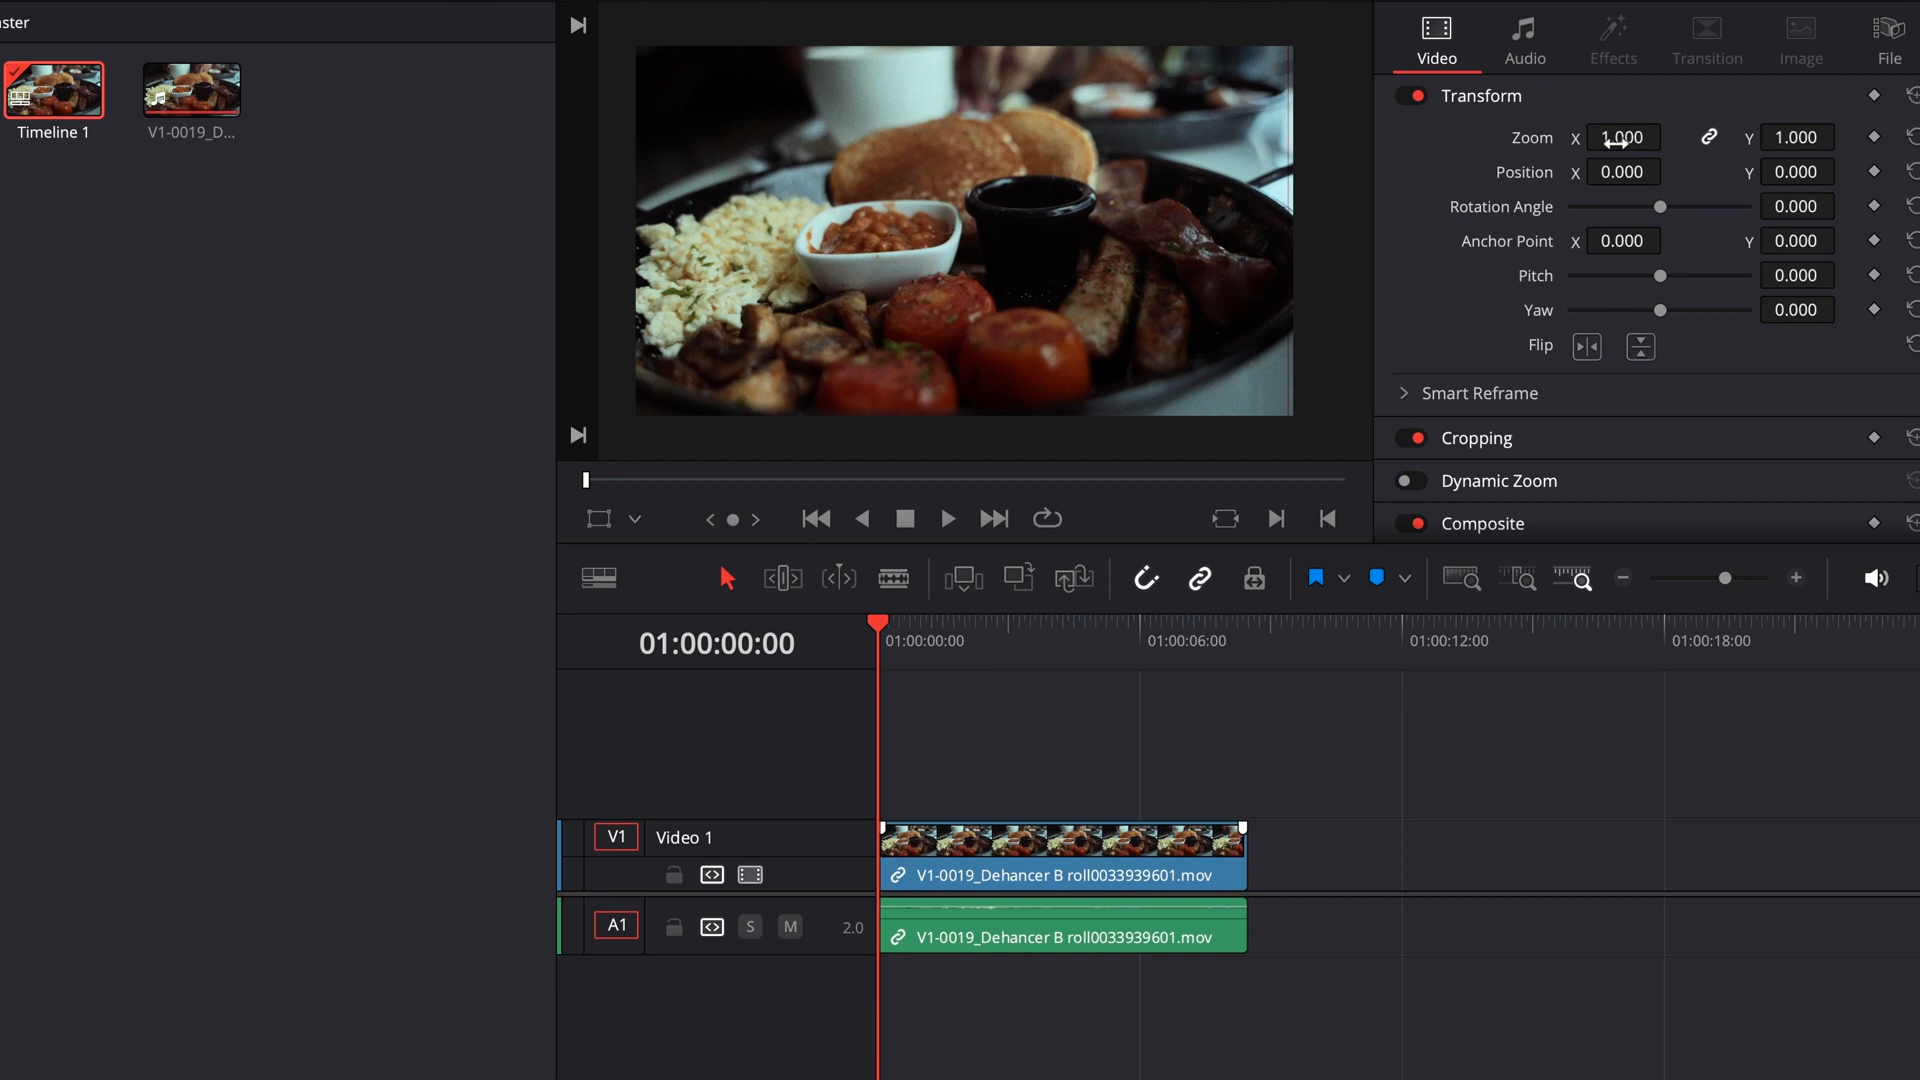 ster
Timeline 1
V1-0019_D...
Video
Audio
Effects
Transition
Image
File
Transform
Zoom X 1.000 Y 1.000
Position X 0.000 Y 0.000
Rotation Angle 0.000
Anchor Point X 0.000 Y 0.000
Pitch 0.000
Yaw 0.000
Flip
Smart Reframe
Cropping
Dynamic Zoom
Composite
01:00:00:00
01:00:00:00
01:00:06:00
01:00:12:00
01:00:18:00
V1 Video 1
V1-0019_Dehancer B roll0033939601.mov
A1 S M 2.0
V1-0019_Dehancer B roll0033939601.mov